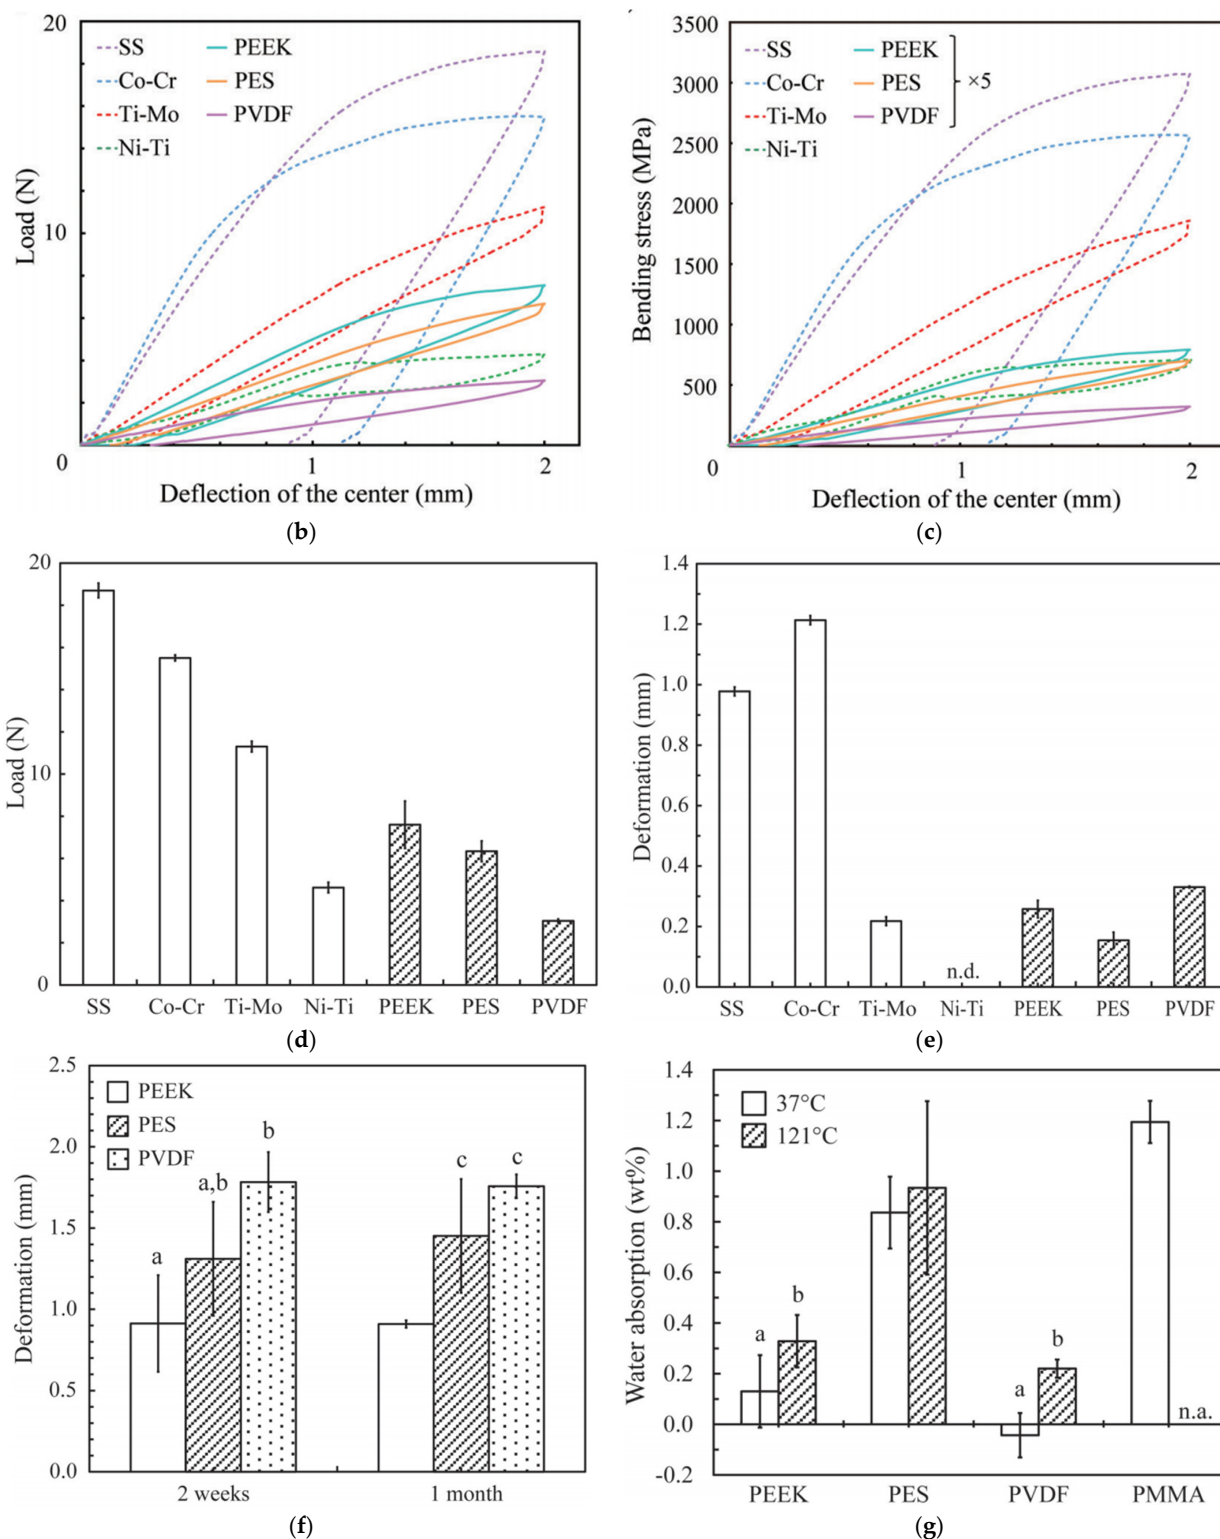 20
SS
PEEK
Co-Cr
PES
Ti-Mo
PVDF
Ni-Ti
10
Load (N)
0
1
2
Deflection of the center (mm)
(b)
3500
3000
2500
2000
1500
1000
500
0
SS
PEEK
Co-Cr
PES
×5
Ti-Mo
PVDF
Ni-Ti
Bending stress (MPa)
0
1
2
Deflection of the center (mm)
(c)
20
10
0
Load (N)
SS Co-Cr Ti-Mo Ni-Ti PEEK PES PVDF
(d)
1.4
1.2
1.0
0.8
0.6
0.4
0.2
0.0
Deformation (mm)
n.d.
SS Co-Cr Ti-Mo Ni-Ti PEEK PES PVDF
(e)
2.5
2.0
1.5
1.0
0.5
0.0
Deformation (mm)
PEEK
PES
PVDF
a
a,b
b
c
c
2 weeks 1 month
(f)
1.4
1.2
1.0
0.8
0.6
0.4
0.2
0.0
-0.2
Water absorption (wt%)
37°C
121°C
a
b
a
b
n.a.
PEEK PES PVDF PMMA
(g)